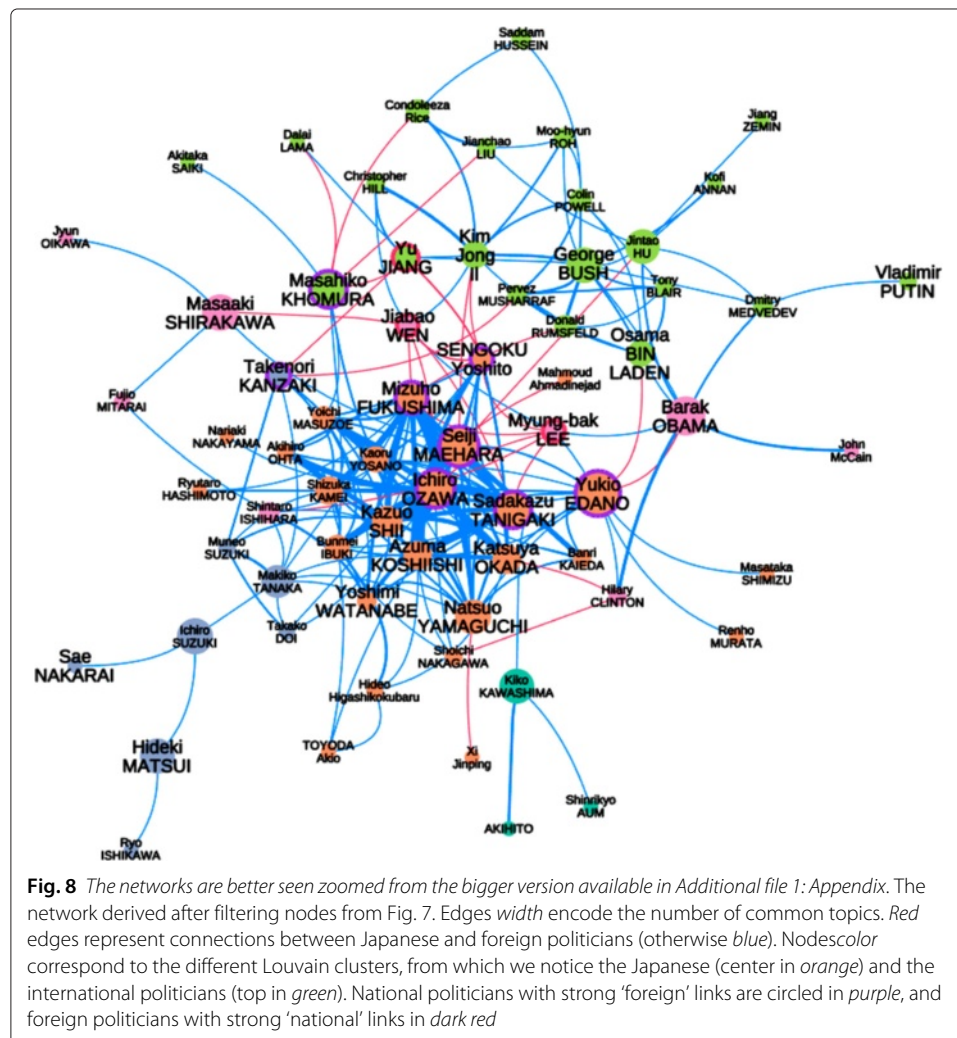 Saddam
HUSSEIN
Condoleeza
Rice
Jiang
ZEMIN
Moo-hyun
ROH
Dalai
LAMA
Jianchao
LIU
Akitaka
SAIKI
Christopher
HILL
Kofi
ANNAN
Colin
POWELL
Jyun
OIKAWA
Kim
Jong
Il
Yu
JIANG
Jintao
HU
George
BUSH
Vladimir
PUTIN
Masahiko
KHOMURA
Tony
BLAIR
Pervez
MUSHARRAF
Dmitry
MEDVEDEV
Masaaki
SHIRAKAWA
Jiabao
WEN
Donald
RUMSFELD
Osama
BIN
LADEN
SENGOKU
Yoshito
Takenori
KANZAKI
Mahmoud
Ahmadinejad
Mizuho
FUKUSHIMA
Fujio
MITARAI
Barak
OBAMA
Yoichi
MASUZOE
Myung-bak
LEE
Nariaki
NAKAYAMA
Seiji
MAEHARA
John
McCain
Akihiro
OHTA
Kaoru
YOSANO
Ryutaro
HASHIMOTO
Shizuka
KAMEI
Ichiro
OZAWA
Yukio
EDANO
Sadakazu
TANIGAKI
Shintaro
ISHIHARA
Kazuo
SHII
Muneo
SUZUKI
Bunmei
IBUKI
Azuma
KOSHIISHI
Katsuya
OKADA
Banri
KAIEDA
Masataka
SHIMIZU
Makiko
TANAKA
Yoshimi
WATANABE
Hilary
CLINTON
Natsuo
YAMAGUCHI
Takako
DOI
Ichiro
SUZUKI
Renho
MURATA
Sae
NAKARAI
Shoichi
NAKAGAWA
Kiko
KAWASHIMA
Hideo
Higashikokubaru
Hideki
MATSUI
TOYODA
Akio
Xi
Jinping
Shinrikyo
AUM
AKIHITO
Ryo
ISHIKAWA
Fig. 8 The networks are better seen zoomed from the bigger version available in Additional file 1: Appendix. The
network derived after filtering nodes from Fig. 7. Edges width encode the number of common topics. Red
edges represent connections between Japanese and foreign politicians (otherwise blue). Nodescolor
correspond to the different Louvain clusters, from which we notice the Japanese (center in orange) and the
international politicians (top in green). National politicians with strong ‘foreign’ links are circled in purple, and
foreign politicians with strong ‘national’ links in dark red